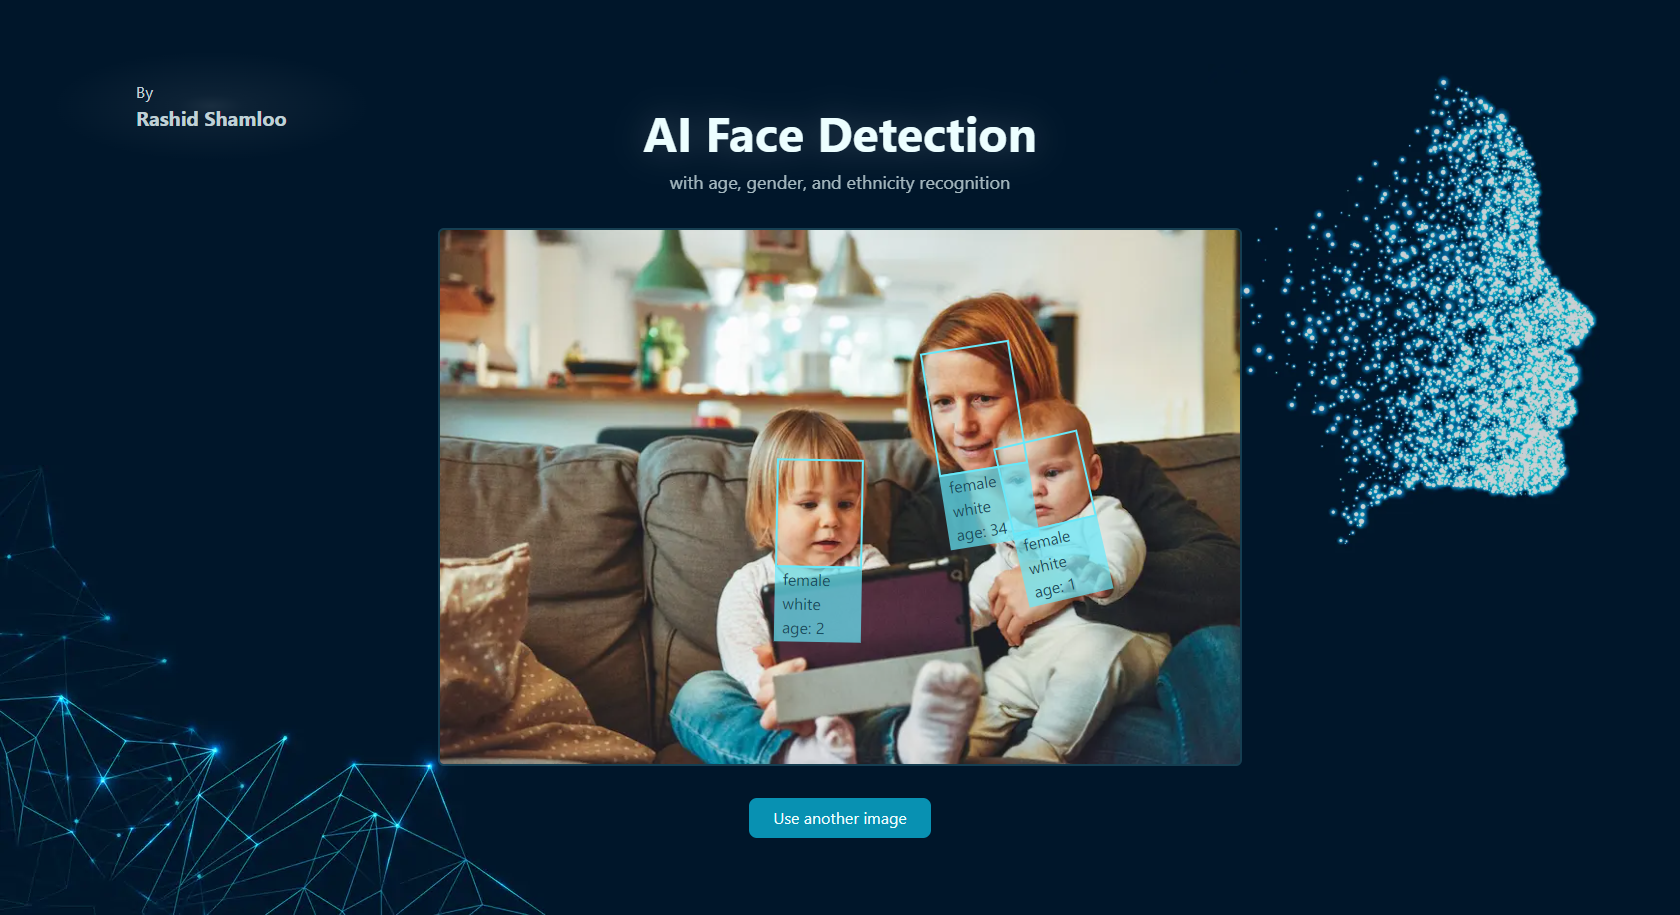 By
Rashid Shamloo
AI Face Detection
with age, gender, and ethnicity recognition
female
white
age: 34
female
white
age: 1
female
white
age: 2
Use another image